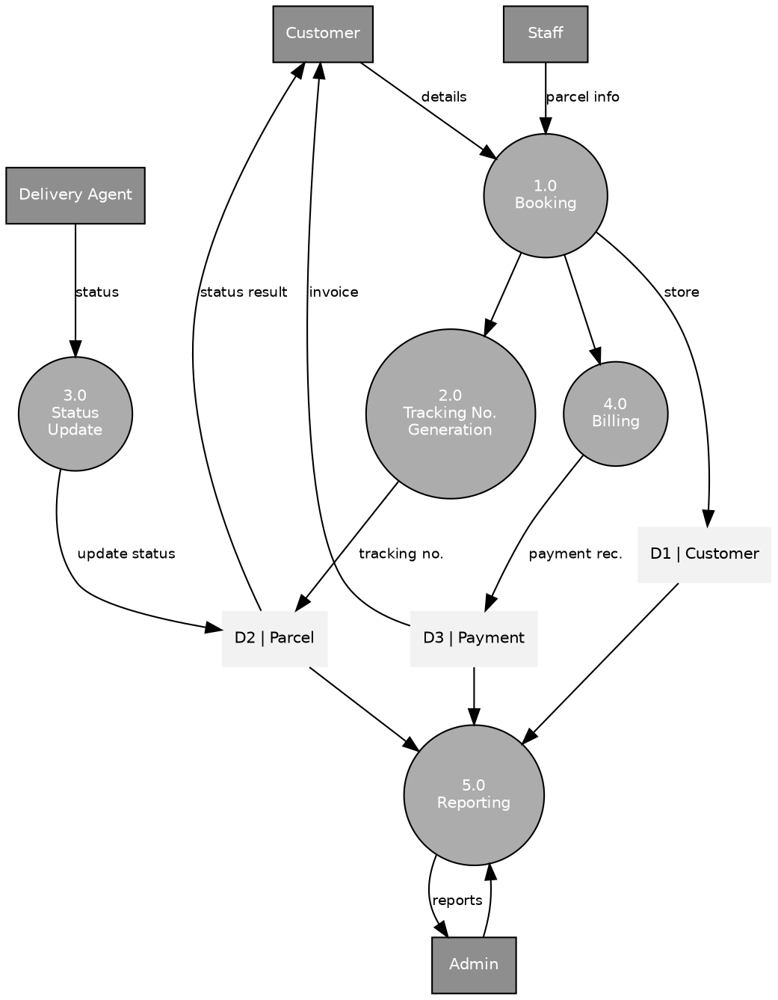 Customer
Staff
details
parcel info
Delivery Agent
1.0
Booking
status
status result
invoice
store
3.0
Status
Update
2.0
Tracking No.
Generation
4.0
Billing
update status
tracking no.
payment rec.
D1 | Customer
D2 | Parcel
D3 | Payment
5.0
Reporting
reports
Admin